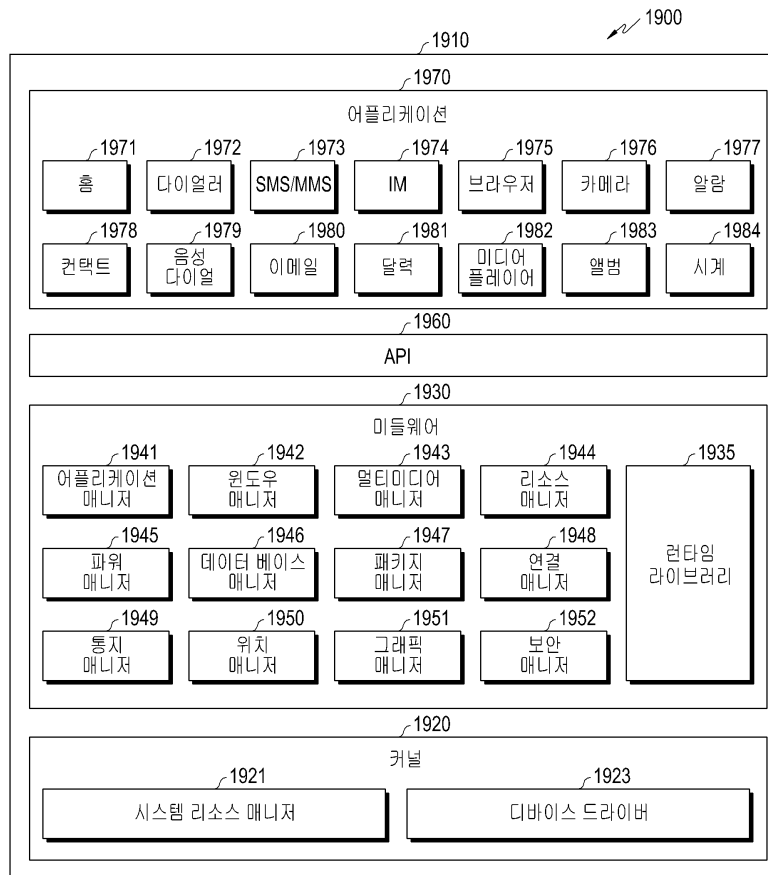 1900
1910
1970
어플리케이션
1971 1972 1973 1974 1975 1976 1977
홈 다이얼러 SMS/MMS IM 브라우저 카메라 알람
1978 1979 1980 1981 1982 1983 1984
컨택트 음성 다이얼 이메일 달력 미디어 플레이어 앨범 시계
1960
API
1930
미들웨어
1941 1942 1943 1944 1935
어플리케이션 매니저 윈도우 매니저 멀티미디어 매니저 리소스 매니저
1945 1946 1947 1948
파워 매니저 데이터 베이스 매니저 패키지 매니저 연결 매니저 런타임 라이브러리
1949 1950 1951 1952
통지 매니저 위치 매니저 그래픽 매니저 보안 매니저
1920
커널
1921 1923
시스템 리소스 매니저 디바이스 드라이버